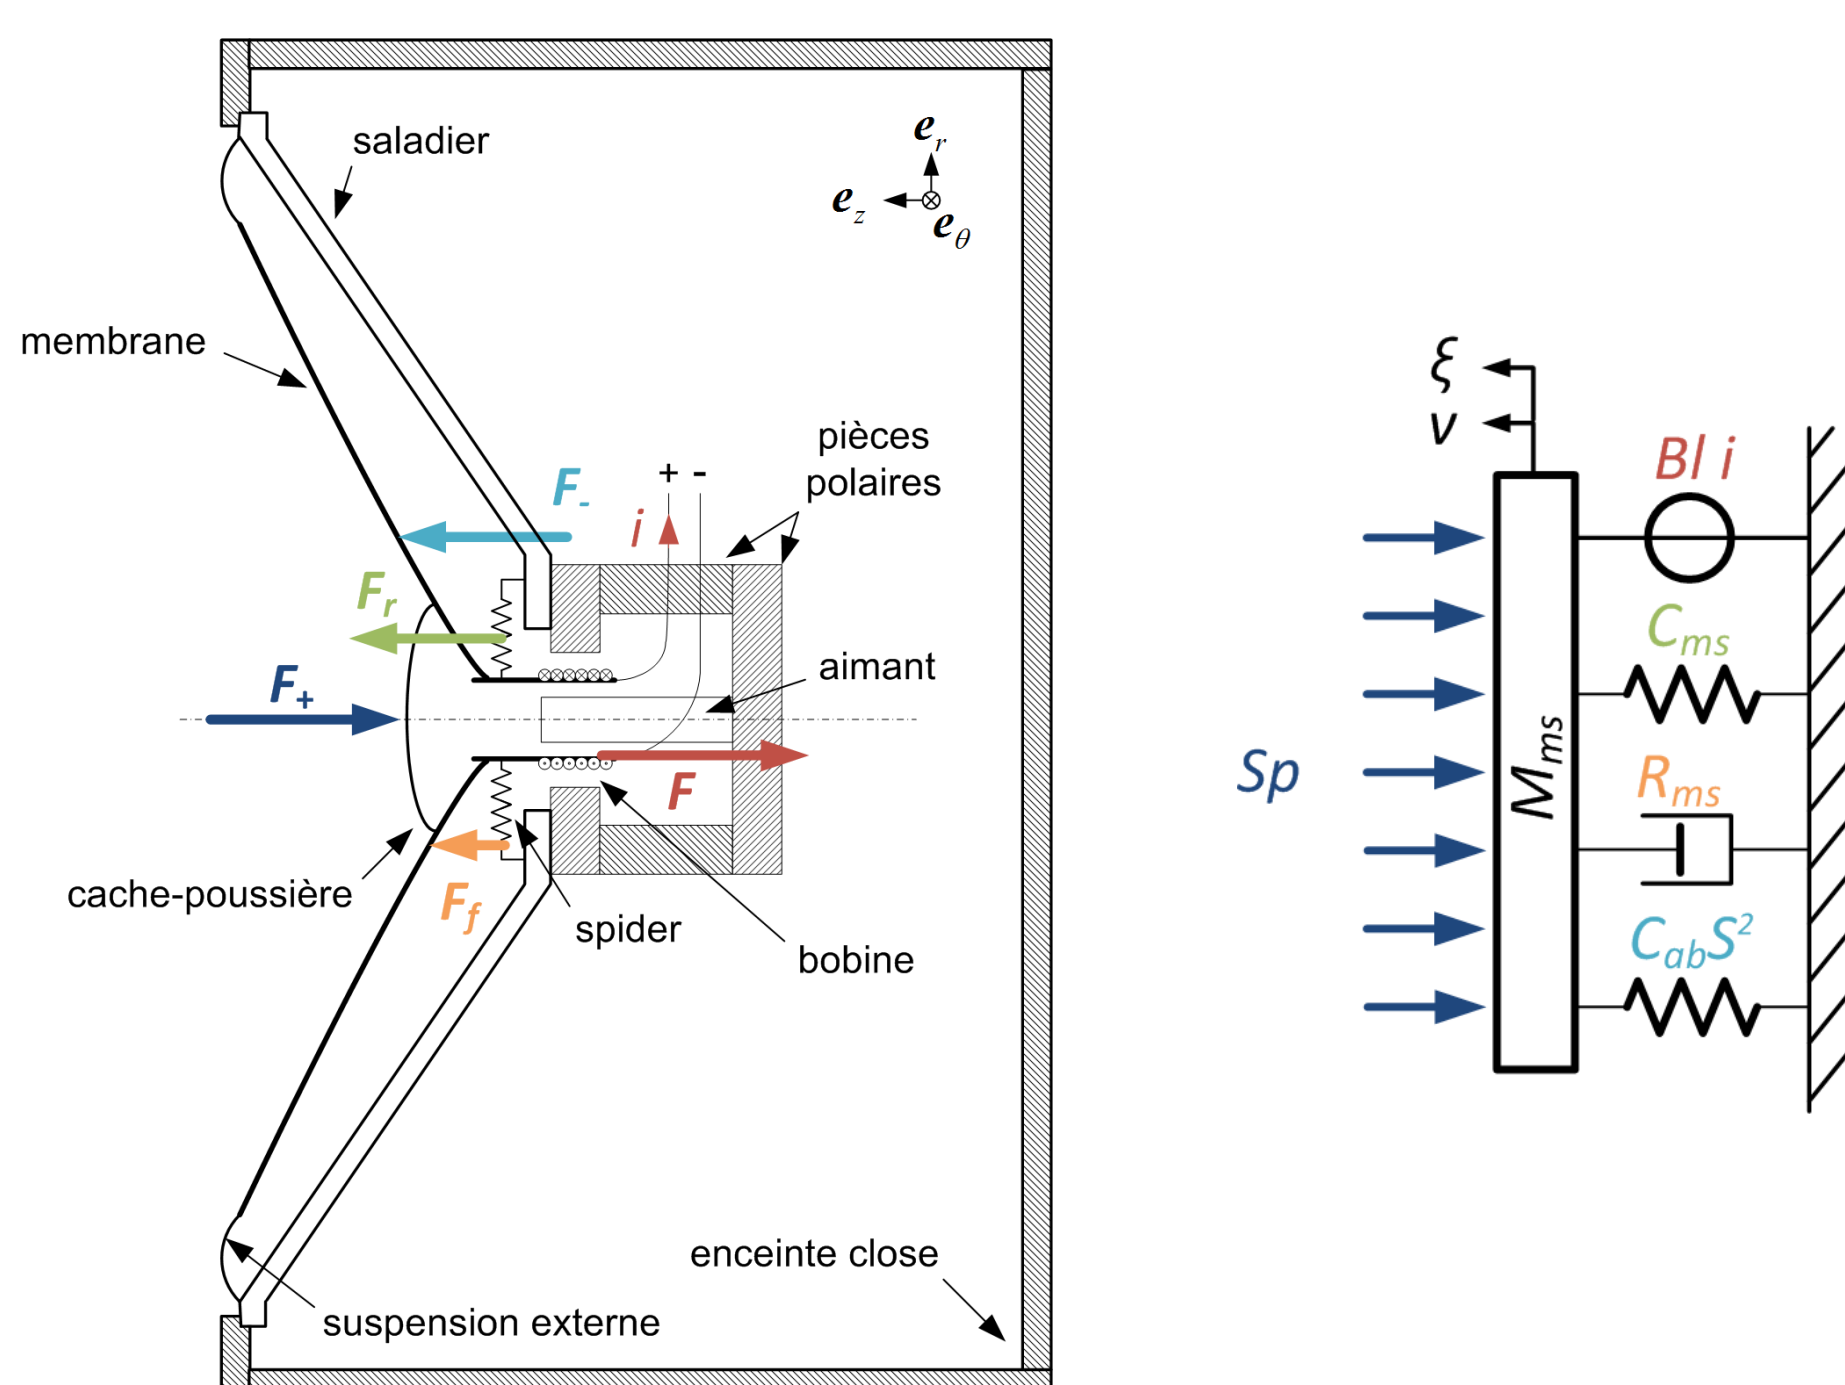 saladier
e_r
e_z
e_θ
membrane
pièces
polaires
+ -
F_-
i
F_r
aimant
F_+
F
cache-poussière
F_f
spider
bobine
enceinte close
suspension externe
ξ
v
Bl i
C_ms
Sp
M_ms
R_ms
C_ab S²